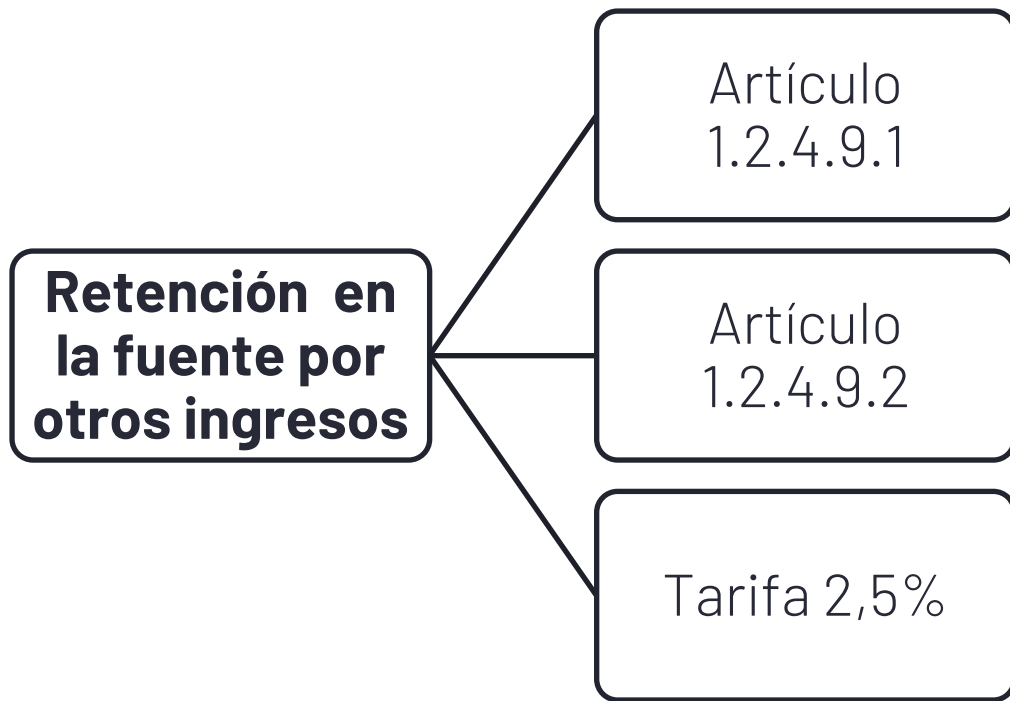 Retención en
la fuente por
otros ingresos
Artículo
1.2.4.9.1
Artículo
1.2.4.9.2
Tarifa 2,5%